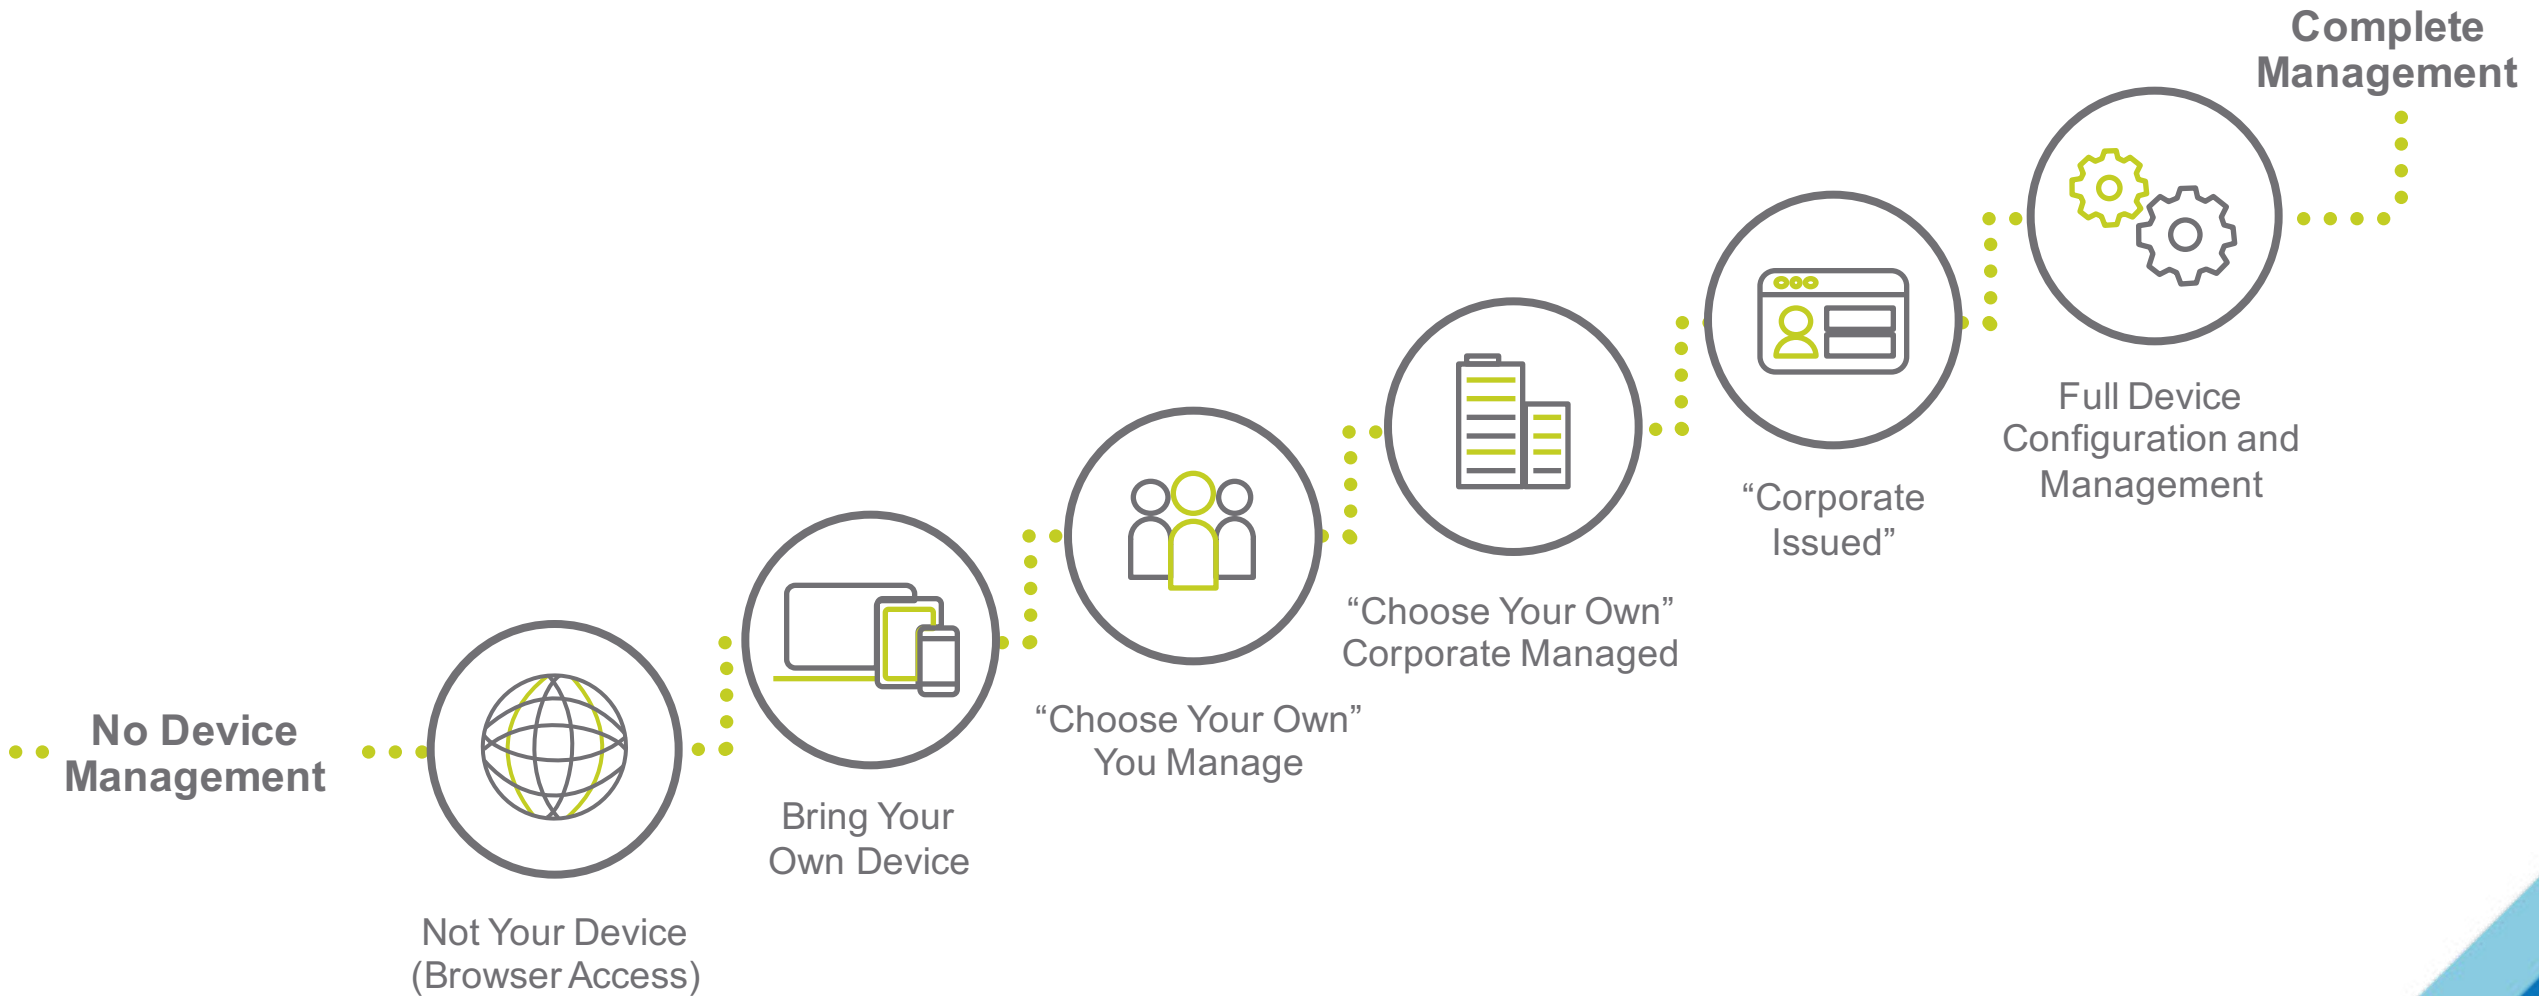 No Device
Management
Not Your Device
(Browser Access)
Bring Your
Own Device
“Choose Your Own”
You Manage
“Choose Your Own”
Corporate Managed
“Corporate
Issued”
Full Device
Configuration and
Management
Complete
Management